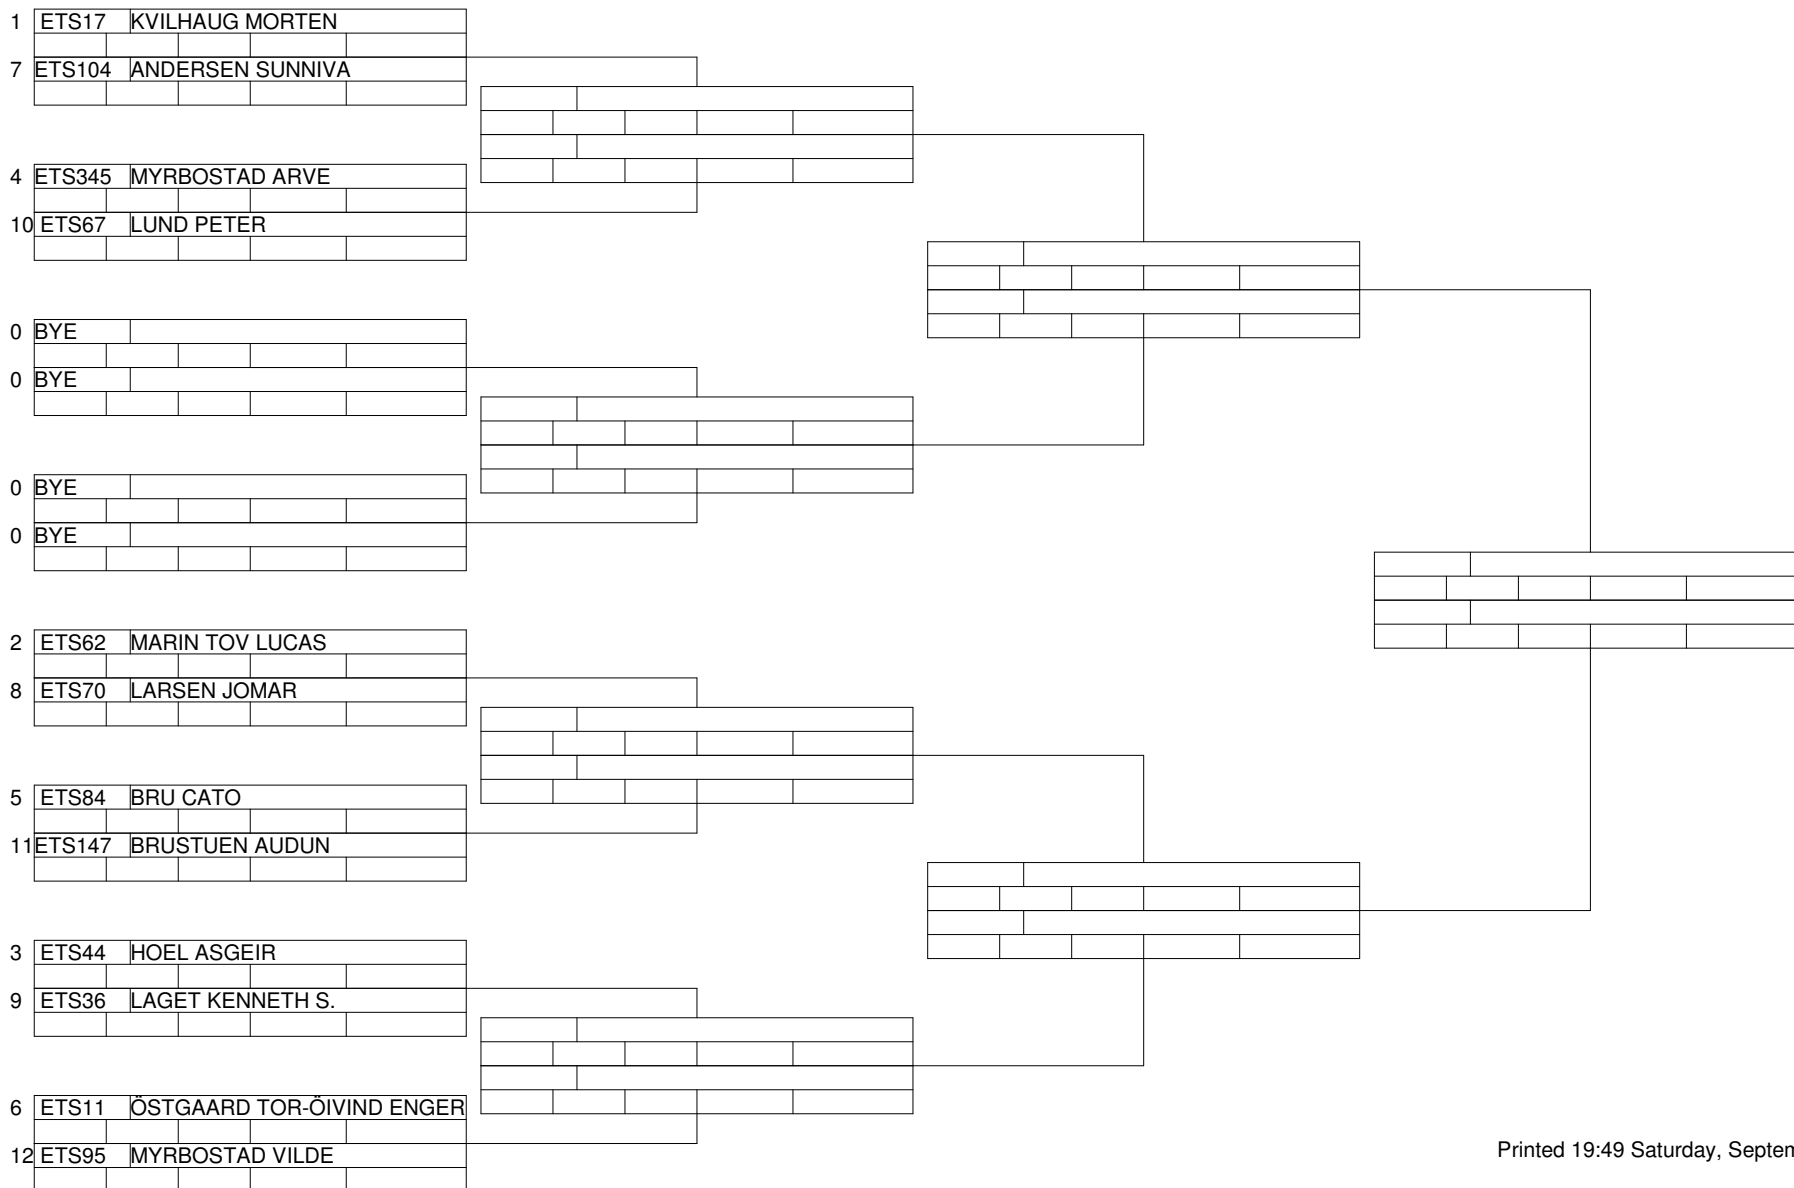 1 ETS17 KVILHAUG MORTEN
7 ETS104 ANDERSEN SUNNIVA
4 ETS345 MYRBOSTAD ARVE
10 ETS67 LUND PETER
0 BYE
0 BYE
0 BYE
0 BYE
2 ETS62 MARIN TOV LUCAS
8 ETS70 LARSEN JOMAR
5 ETS84 BRU CATO
11 ETS147 BRUSTUEN AUDUN
3 ETS44 HOEL ASGEIR
9 ETS36 LAGET KENNETH S.
6 ETS11 ÖSTGAARD TOR-ÖIVIND ENGER
12 ETS95 MYRBOSTAD VILDE
Printed 19:49 Saturday, Septem